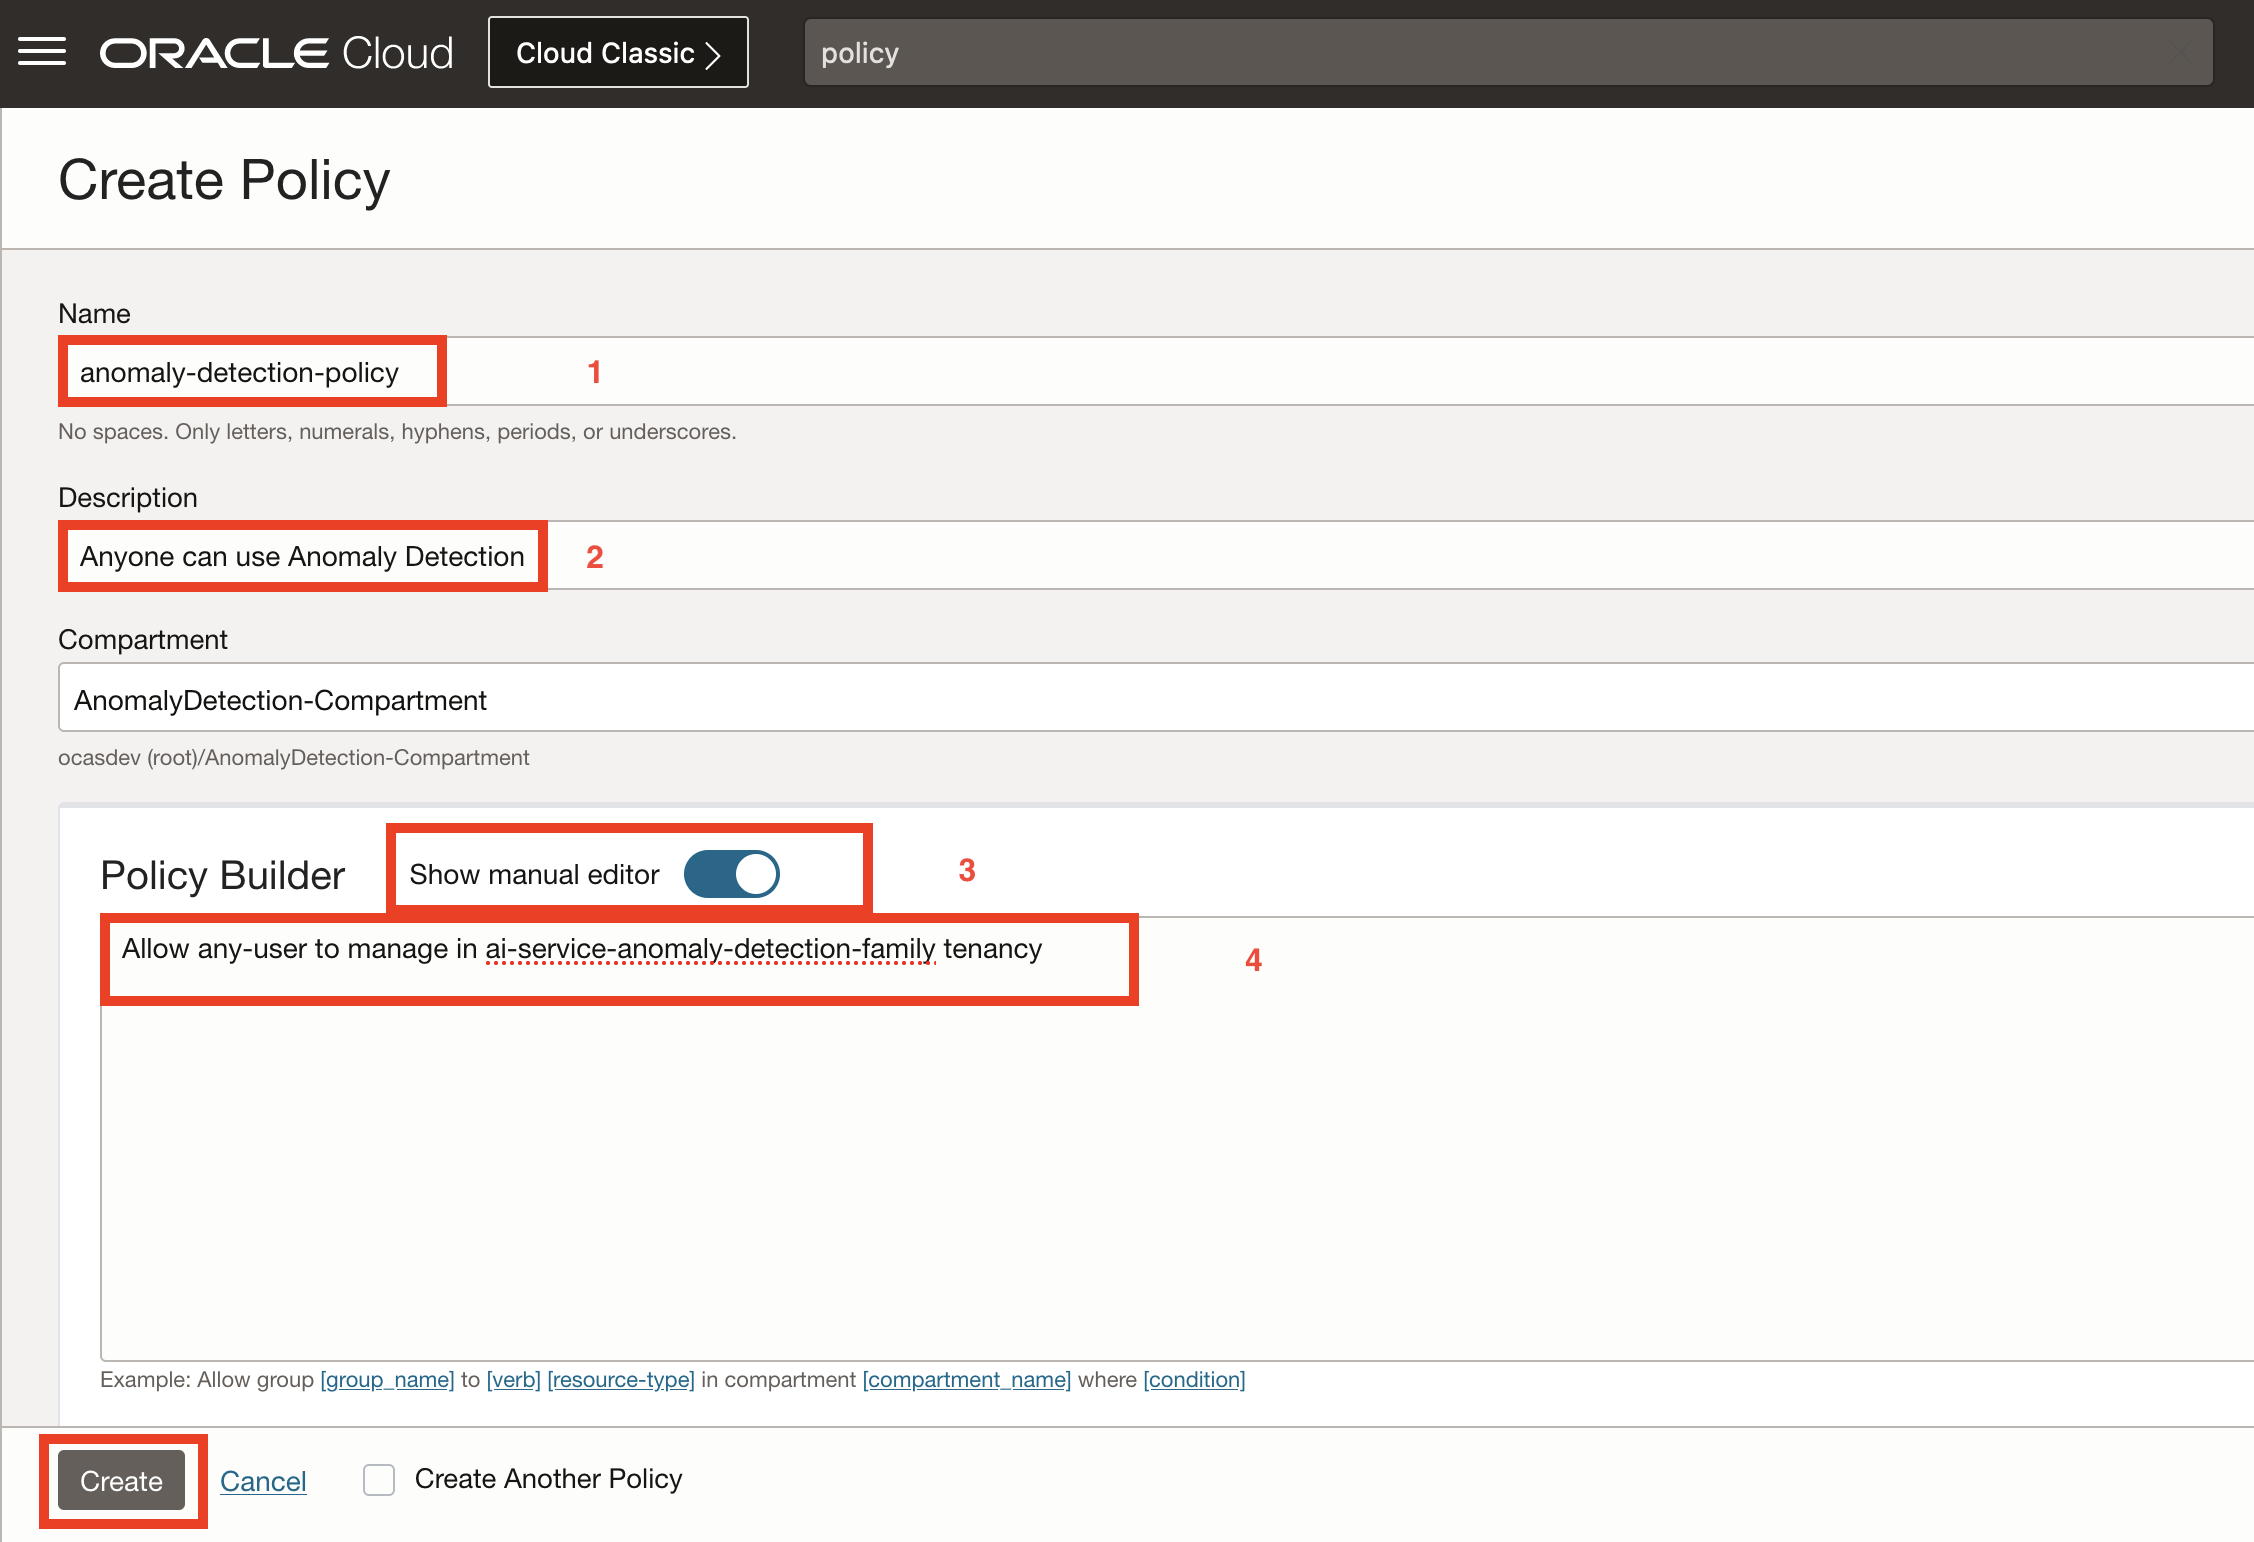 ORACLE Cloud Cloud Classic policy
Create Policy
Name
anomaly-detection-policy 1
No spaces. Only letters, numerals, hyphens, periods, or underscores.
Description
Anyone can use Anomaly Detection 2
Compartment
AnomalyDetection-Compartment
ocasdev (root)/AnomalyDetection-Compartment
Policy Builder Show manual editor 3
Allow any-user to manage in ai-service-anomaly-detection-family tenancy 4
Example: Allow group [group_name] to [verb] [resource-type] in compartment [compartment_name] where [condition]
Create Cancel Create Another Policy